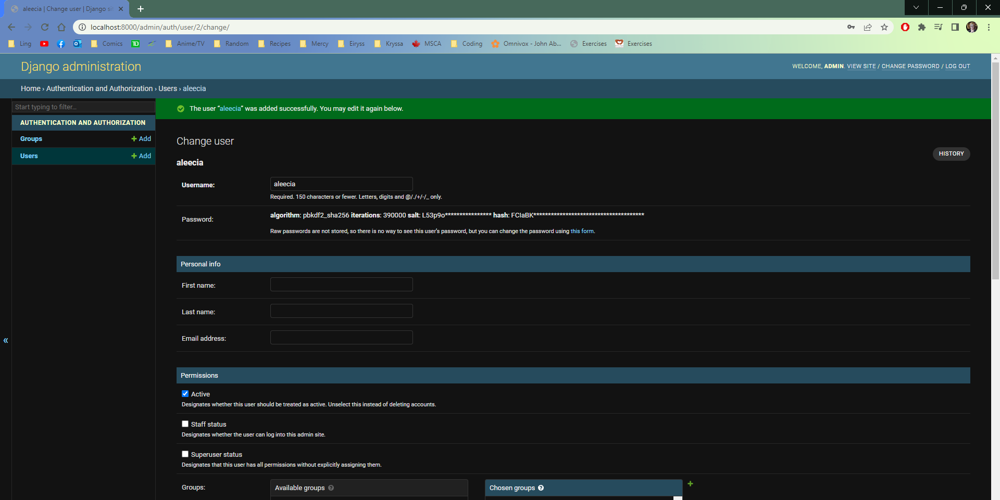 aleecia | Change user | Django si
localhost:8000/admin/auth/user/2/change/
Ling Comics TD Anime/TV Random Recipes Mercy Eiryss Kryssa MSCA Coding Omnivox - John Ab... Exercises Exercises
Django administration
WELCOME, ADMIN. VIEW SITE / CHANGE PASSWORD / LOG OUT
Home › Authentication and Authorization › Users › aleecia
Start typing to filter...
AUTHENTICATION AND AUTHORIZATION
Groups + Add
Users + Add
«
The user “aleecia” was added successfully. You may edit it again below.
Change user
HISTORY
aleecia
Username: aleecia
Required. 150 characters or fewer. Letters, digits and @/./+/-/_ only.
Password: algorithm: pbkdf2_sha256 iterations: 390000 salt: L53p9o**************** hash: FCIaBK**************************************
Raw passwords are not stored, so there is no way to see this user’s password, but you can change the password using this form.
Personal info
First name:
Last name:
Email address:
Permissions
Active
Designates whether this user should be treated as active. Unselect this instead of deleting accounts.
Staff status
Designates whether the user can log into this admin site.
Superuser status
Designates that this user has all permissions without explicitly assigning them.
Groups: Available groups ? Chosen groups ? +